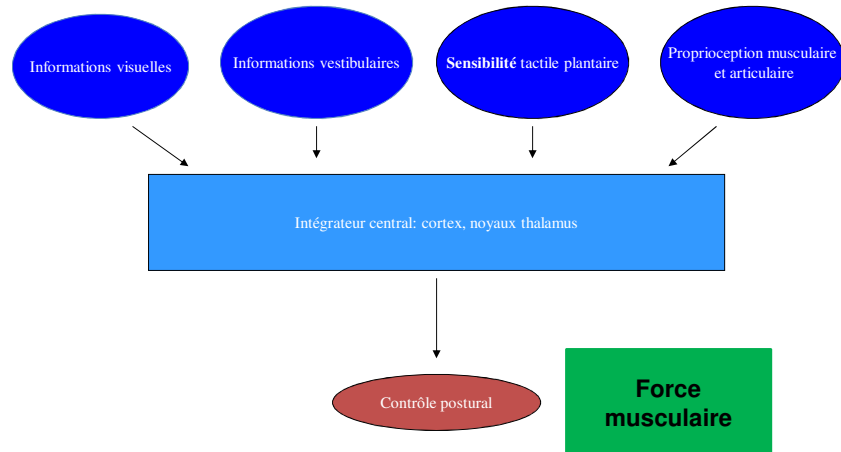 Informations visuelles
Informations vestibulaires
Sensibilité tactile plantaire
Proprioception musculaire
et articulaire
Intégrateur central: cortex, noyaux thalamus
Contrôle postural
Force
musculaire